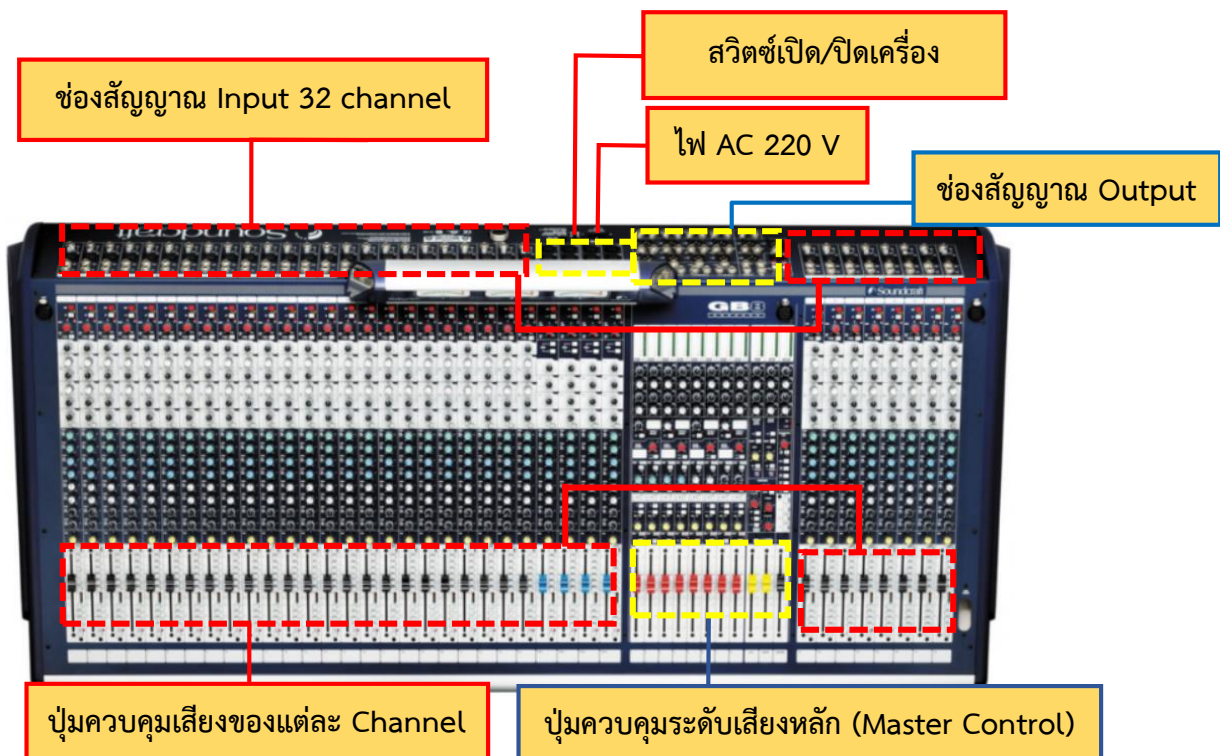 สวิตซ์เปิด/ปิดเครื่อง
ช่องสัญญาณ Input 32 channel
ไฟ AC 220 V
ช่องสัญญาณ Output
Soundcraft
Soundcraft
GB8
ปุ่มควบคุมเสียงของแต่ละ Channel
ปุ่มควบคุมระดับเสียงหลัก (Master Control)